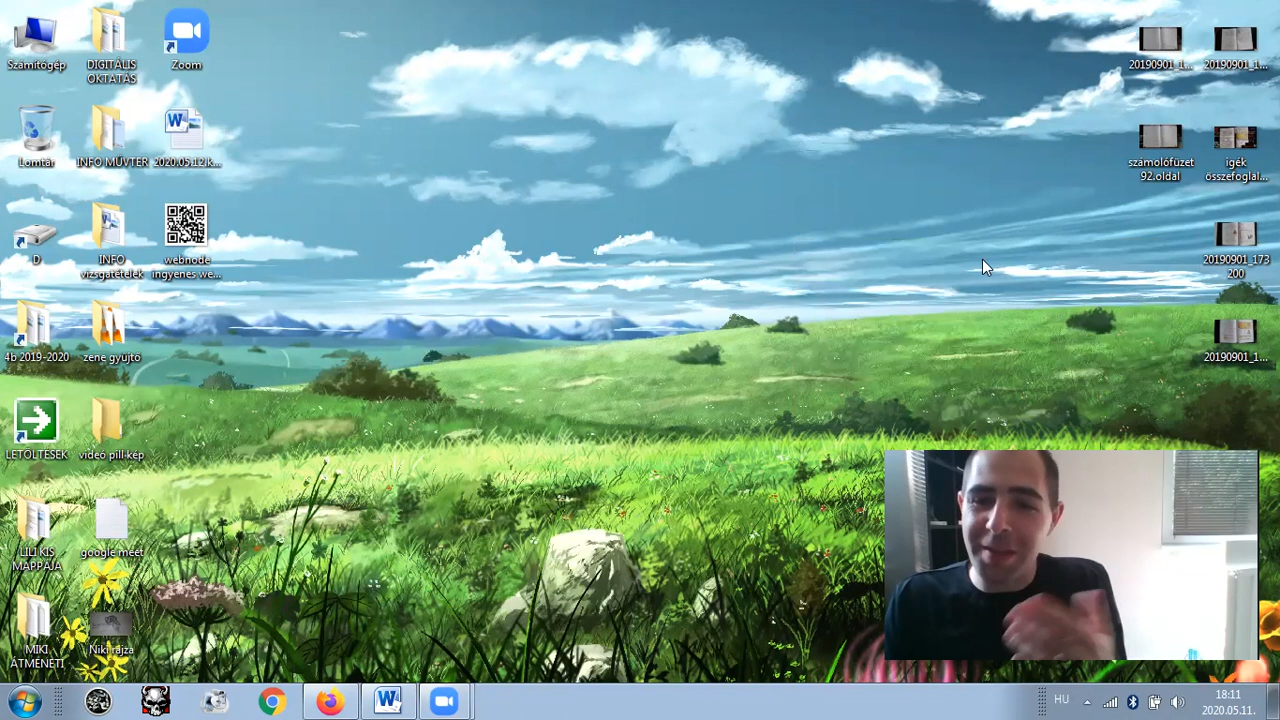 Számítógép
DIGITÁLIS
OKTATÁS
Zoom
Lomtár
INFO MŰVTER
2020.05.12.k...
D
INFO
vizsgatételek
webnode
ingyenes we...
4b 2019-2020
zene gyujtő
LETÖLTÉSEK
videó pill kép
LILI KIS
MAPPÁJA
google meet
MIKI
ÁTMENETI
Niki rajza
20190901_1...
20190901_1...
számolófüzet
92.oldal
igék
összefoglal...
20190901_173
200
20190901_1...
HU
18:11
2020.05.11.